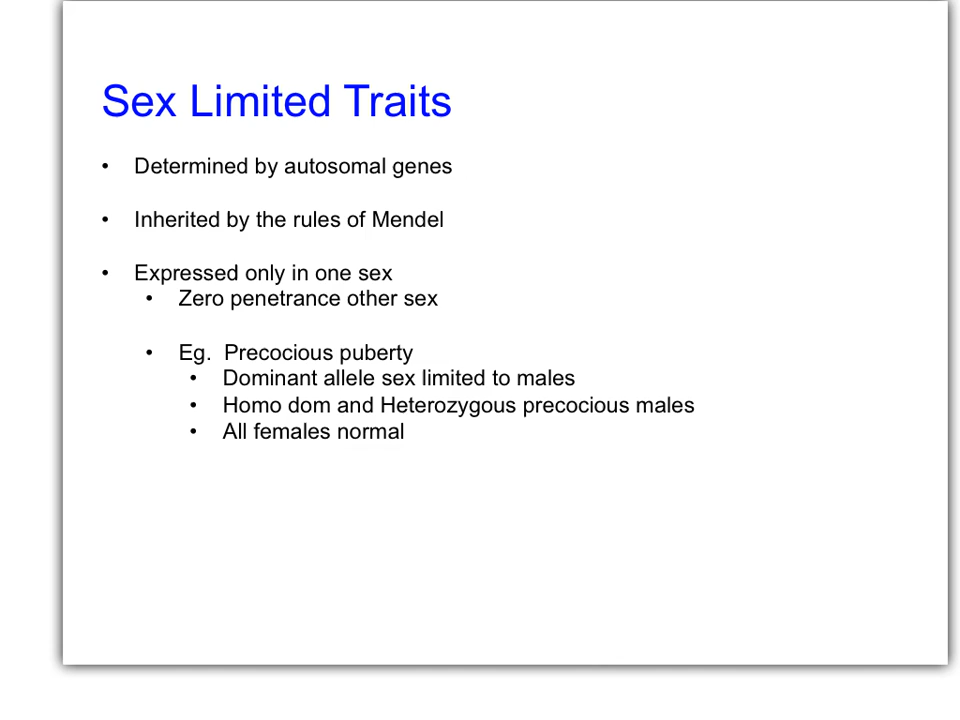 Sex Limited Traits
• Determined by autosomal genes
• Inherited by the rules of Mendel
• Expressed only in one sex
• Zero penetrance other sex
• Eg.  Precocious puberty
• Dominant allele sex limited to males
• Homo dom and Heterozygous precocious males
• All females normal